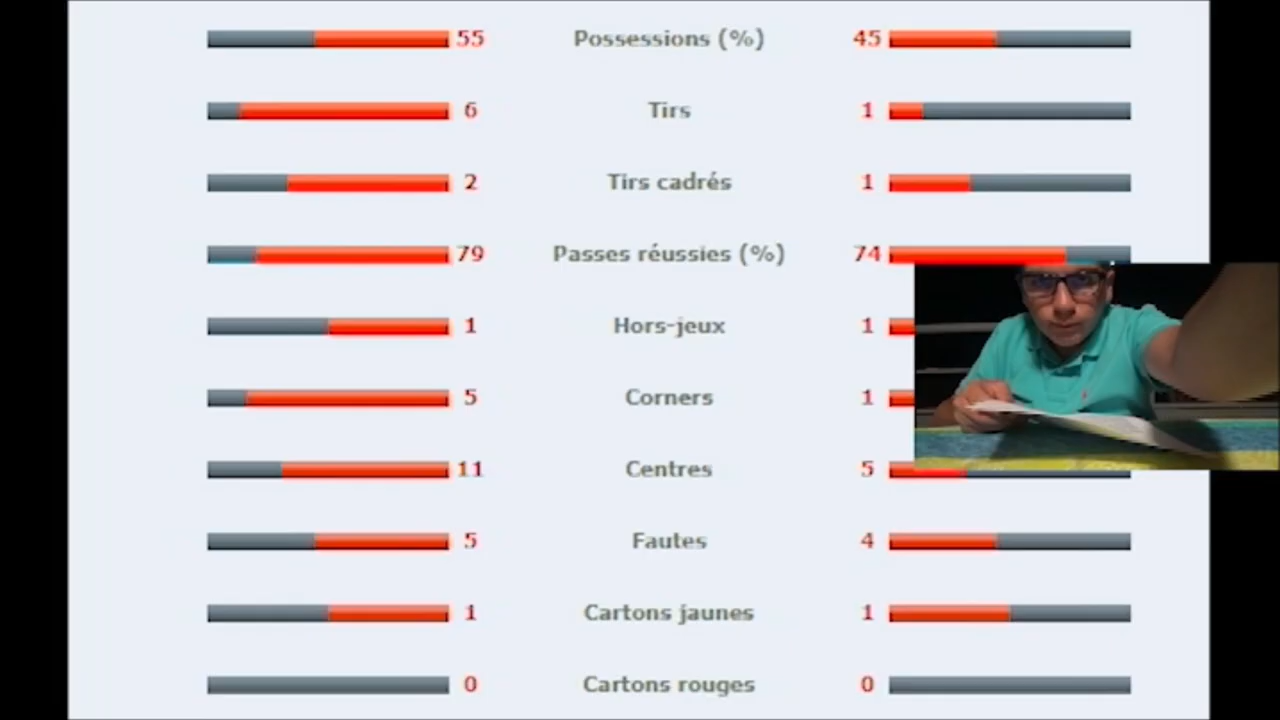 55 Possessions (%) 45
6 Tirs 1
2 Tirs cadrés 1
79 Passes réussies (%) 74
1 Hors-jeux 1
5 Corners 1
11 Centres 5
5 Fautes 4
1 Cartons jaunes 1
0 Cartons rouges 0